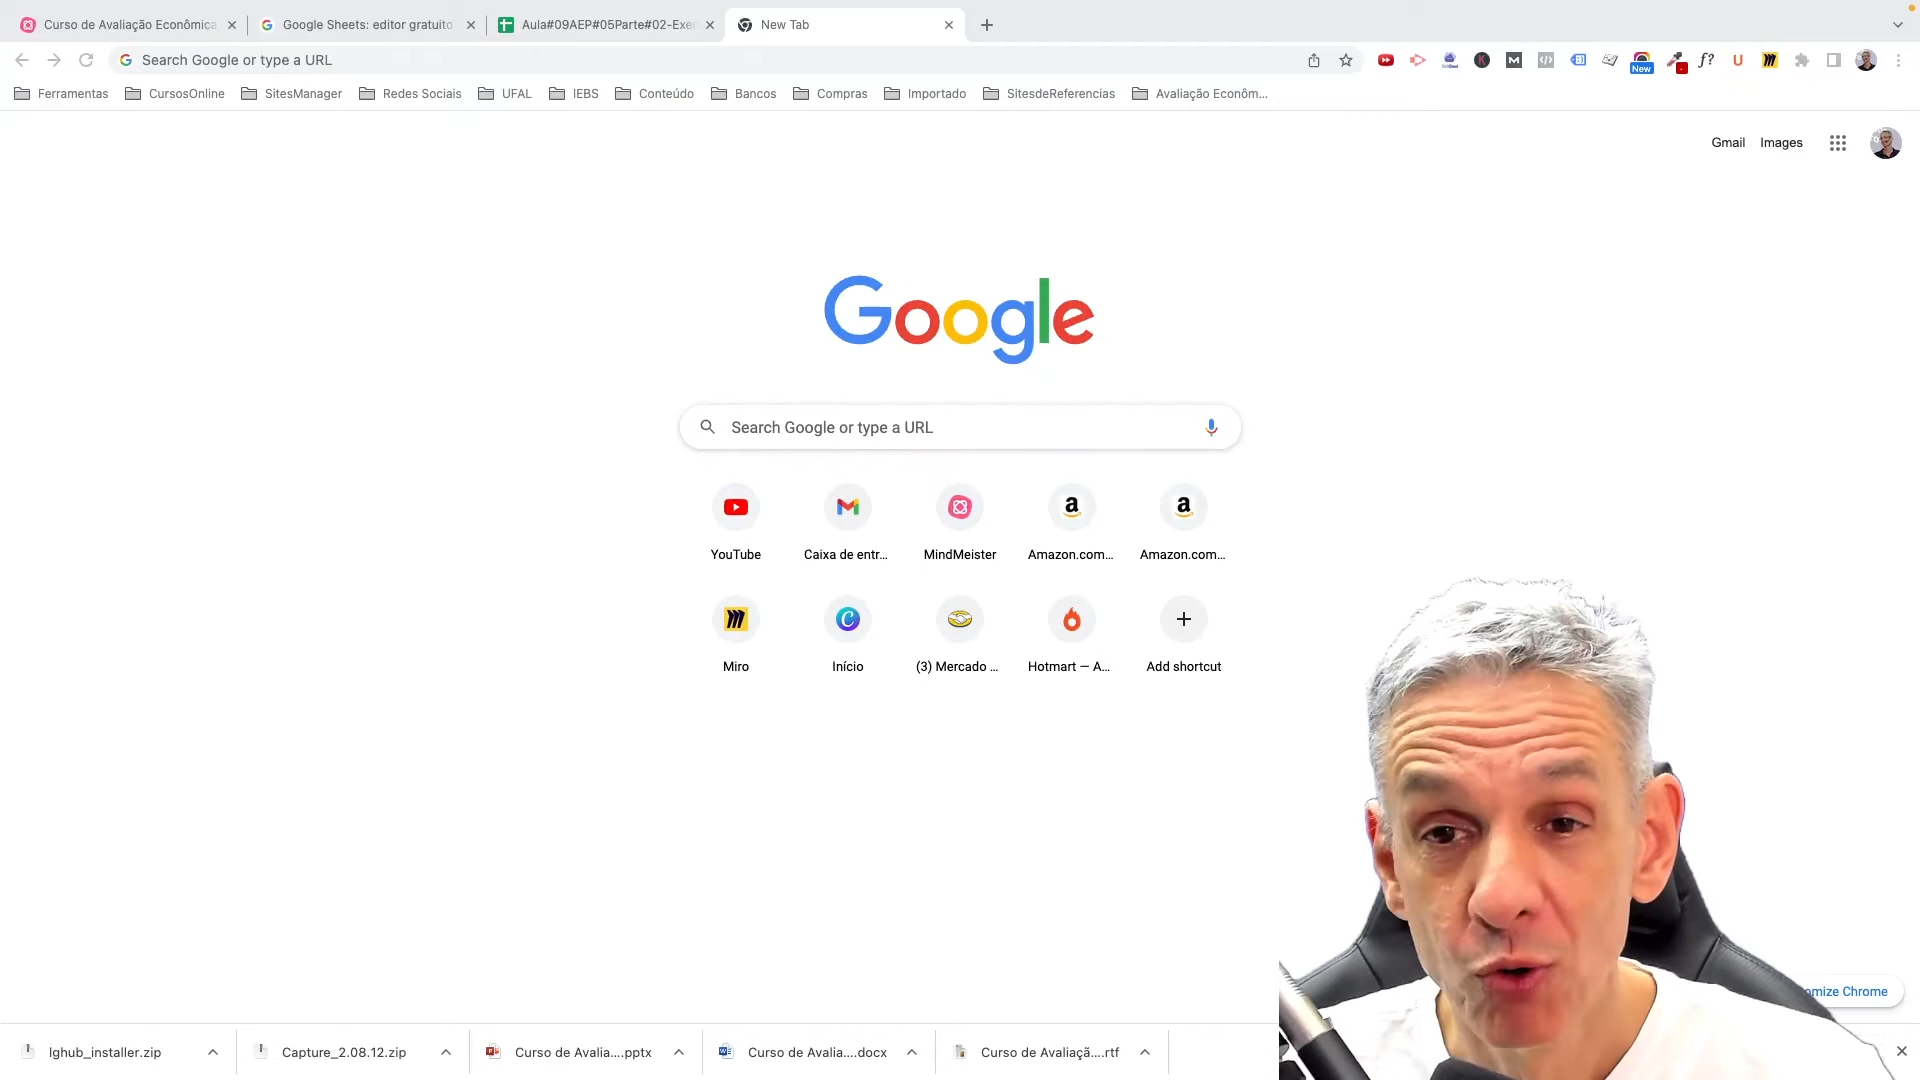 Curso de Avaliação Econômica
Google Sheets: editor gratuito
Aula#09AEP#05Parte#02-Exer
New Tab
Search Google or type a URL
New
f?
U
Ferramentas
CursosOnline
SitesManager
Redes Sociais
UFAL
IEBS
Conteúdo
Bancos
Compras
Importado
SitesdeReferencias
Avaliação Econôm...
Gmail
Images
Google
Search Google or type a URL
YouTube
Caixa de entr...
MindMeister
Amazon.com...
Amazon.com...
Miro
Início
(3) Mercado ...
Hotmart — A...
Add shortcut
omize Chrome
lghub_installer.zip
Capture_2.08.12.zip
Curso de Avalia....pptx
Curso de Avalia....docx
Curso de Avaliaçã....rtf